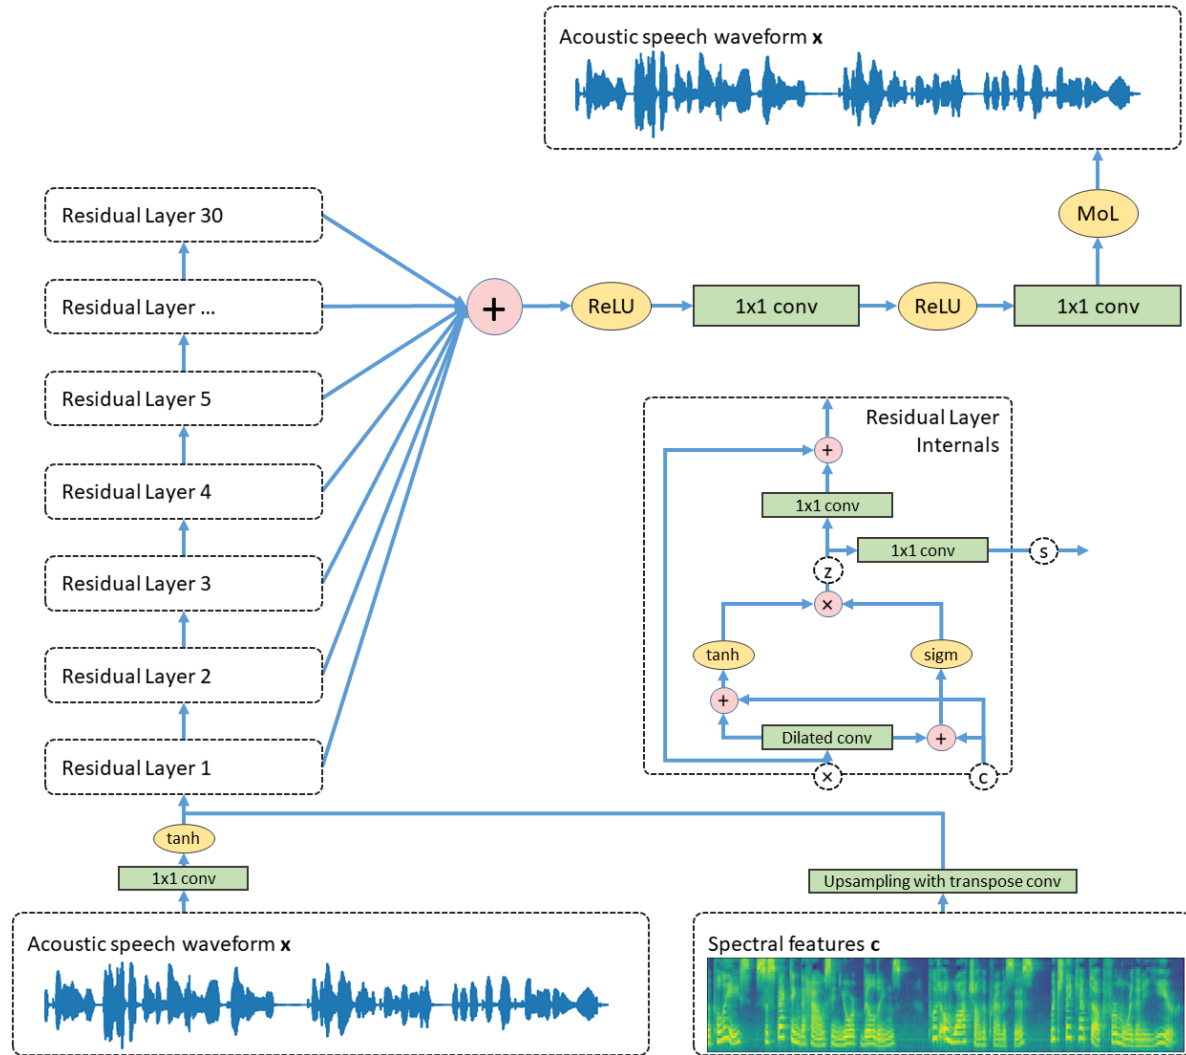 Acoustic speech waveform x
MoL
Residual Layer 30
Residual Layer ...
+
ReLU
1x1 conv
ReLU
1x1 conv
Residual Layer 5
Residual Layer 4
Residual Layer 3
Residual Layer 2
Residual Layer 1
Residual Layer
Internals
+
1x1 conv
1x1 conv
s
z
×
tanh
sigm
+
Dilated conv
+
×
c
tanh
1x1 conv
Upsampling with transpose conv
Acoustic speech waveform x
Spectral features c